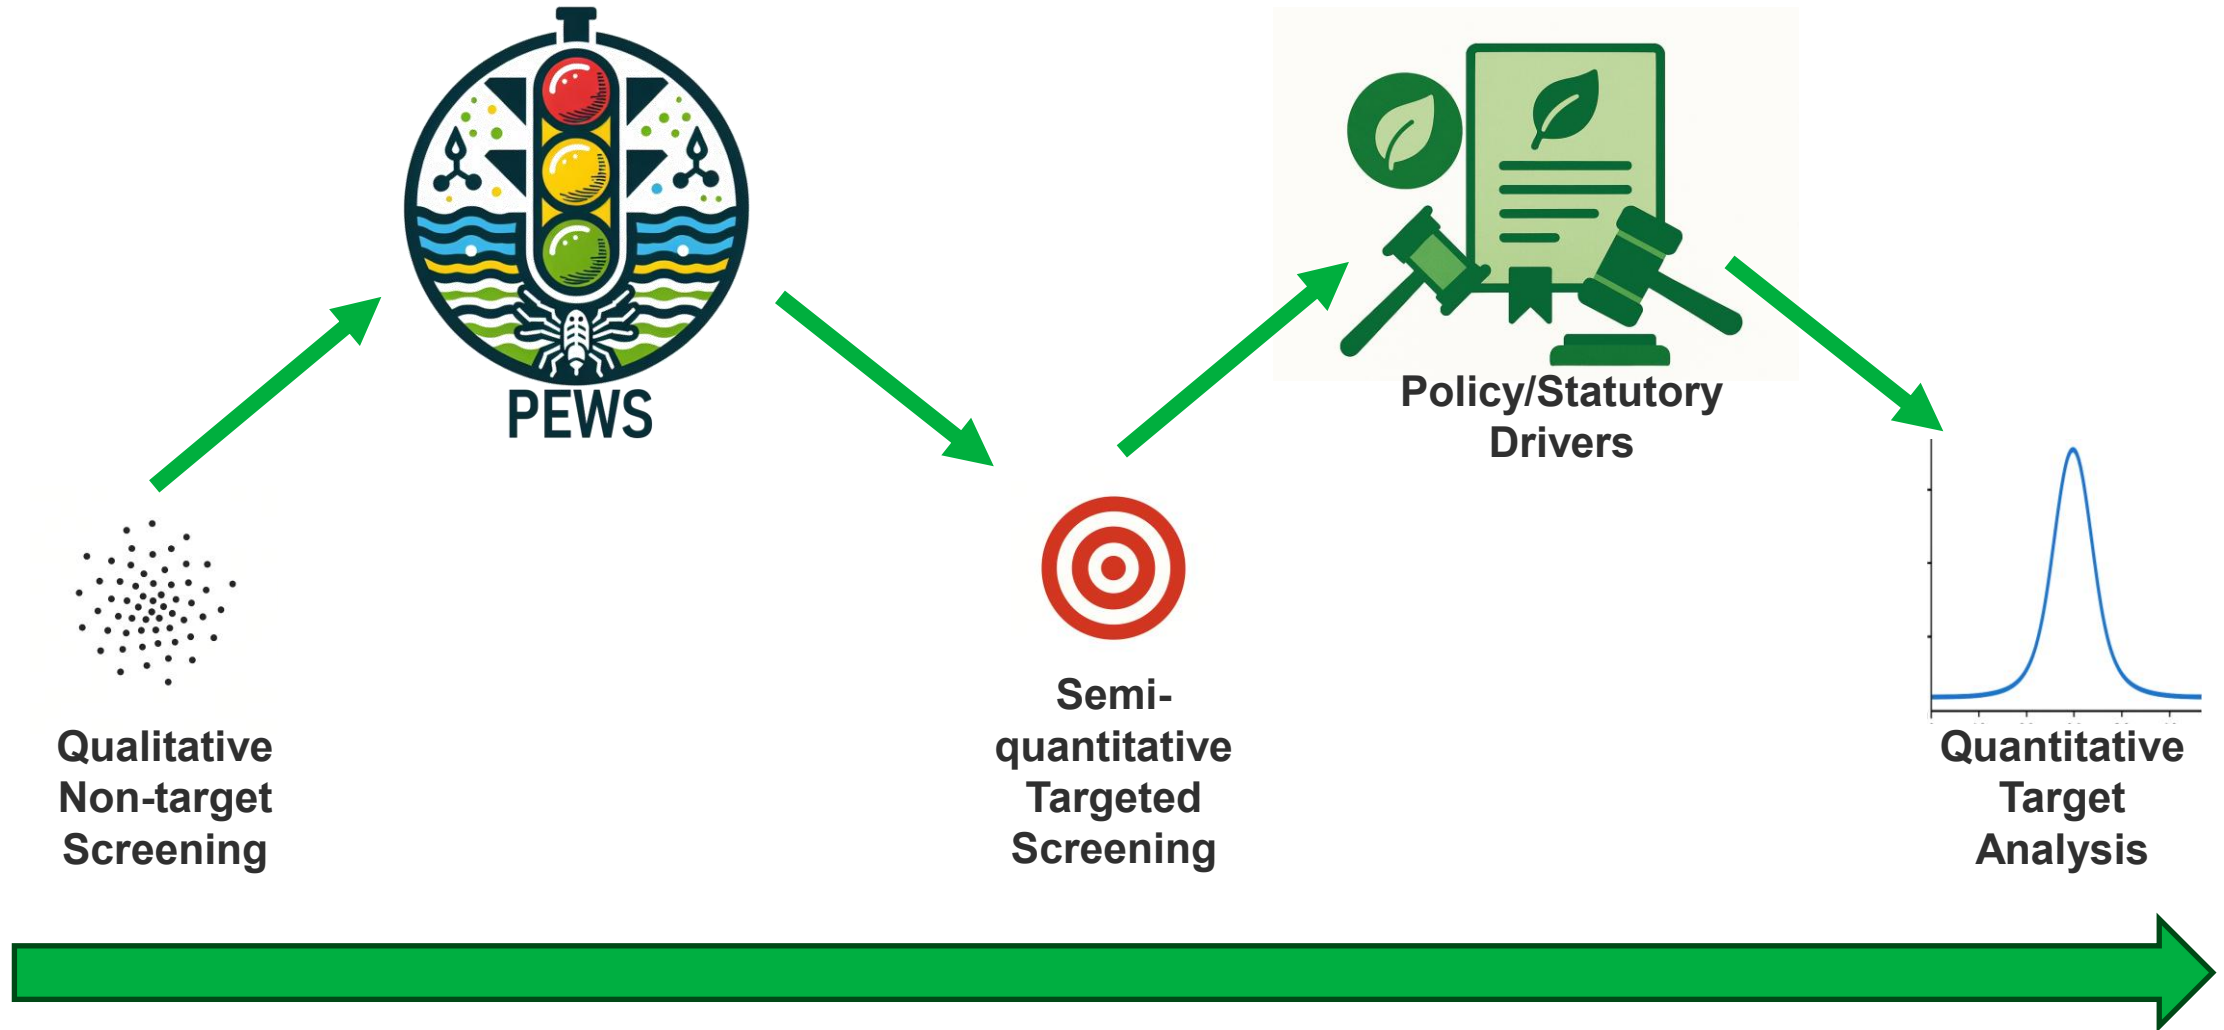 PEWS
Policy/Statutory
Drivers
Qualitative
Non-target
Screening
Semi-
quantitative
Targeted
Screening
Quantitative
Target
Analysis